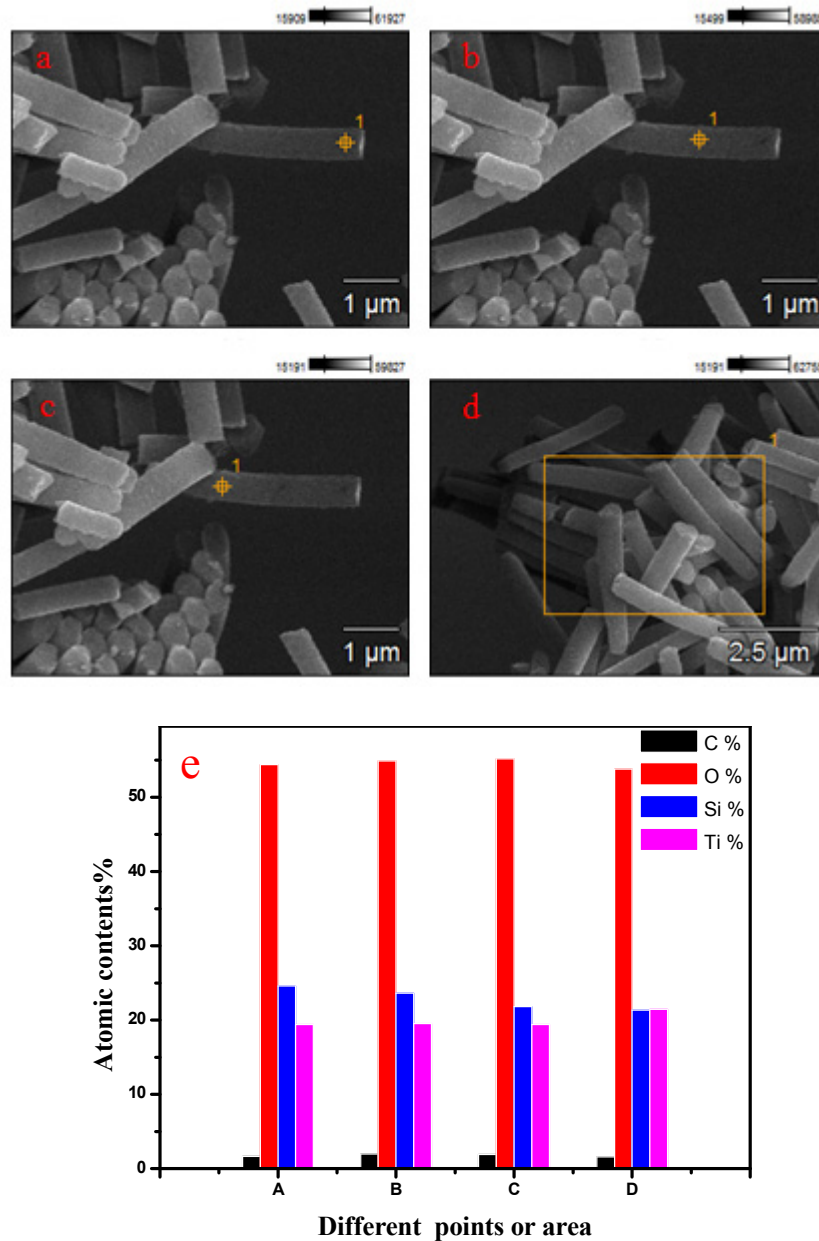 15909 61927
a
1
1 µm
15499 58988
b
1
1 µm
15191 59827
c
1
1 µm
15191
d
1
2.5 µm
e
C %
O %
Si %
Ti %
Atomic contents%
50
40
30
20
10
0
A B C D
Different points or area